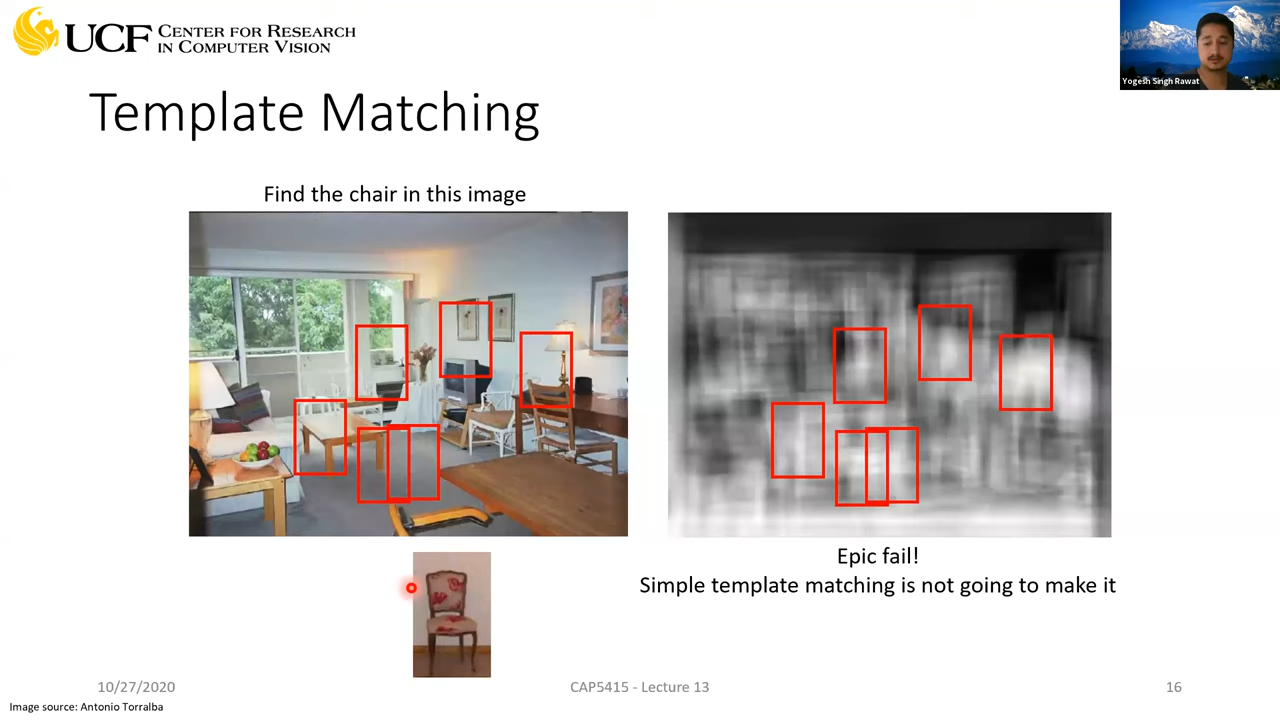 UCF CENTER FOR RESEARCH
IN COMPUTER VISION
Yogesh Singh Rawat
Template Matching
Find the chair in this image
Epic fail!
Simple template matching is not going to make it
10/27/2020
CAP5415 - Lecture 13
16
Image source: Antonio Torralba